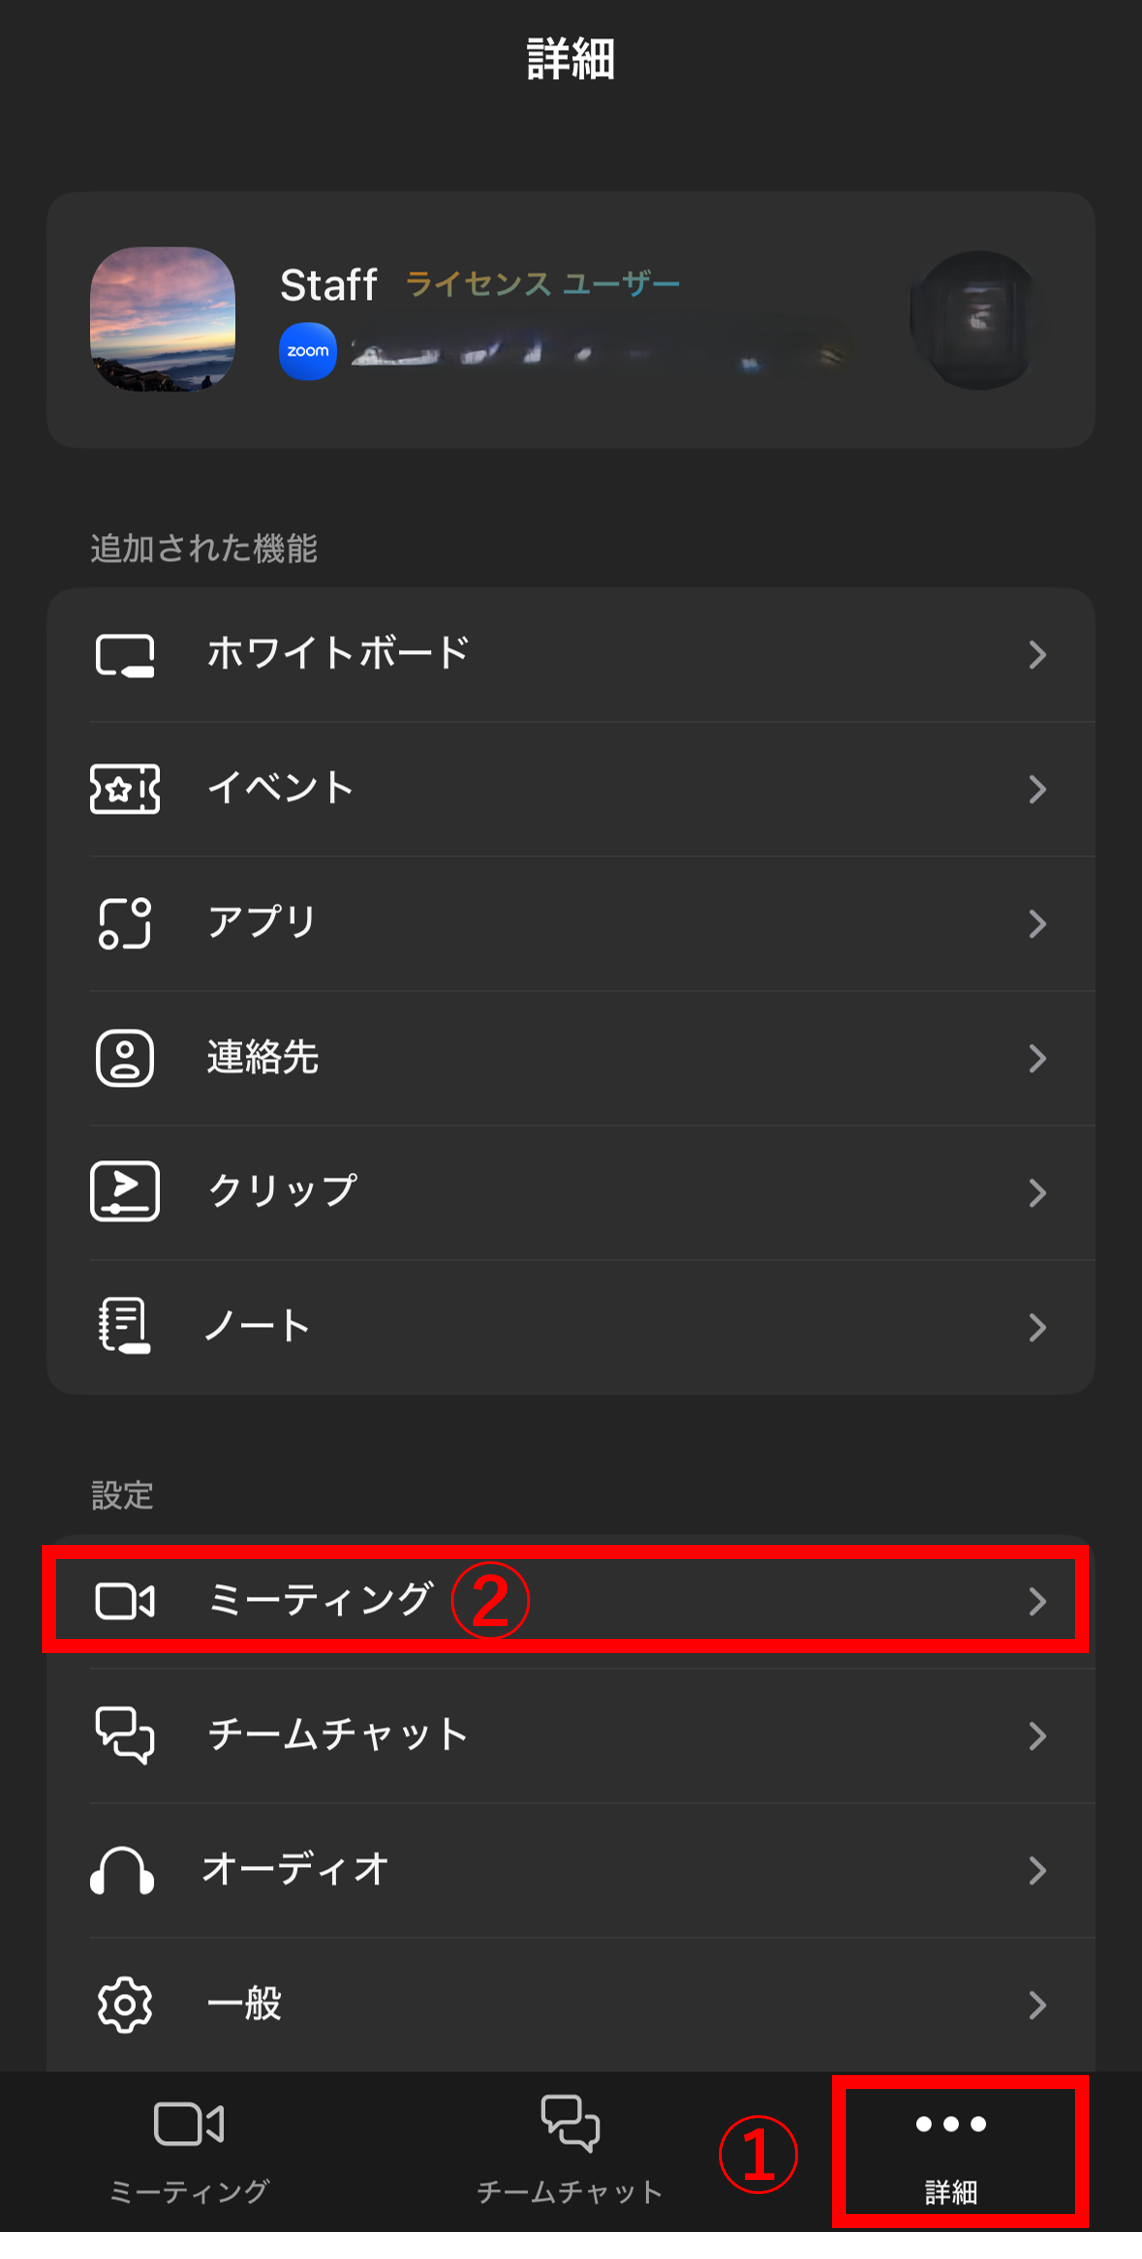 詳細
Staff ライセンス ユーザー
zoom
追加された機能
ホワイトボード
イベント
アプリ
連絡先
クリップ
ノート
設定
ミーティング ②
チームチャット
オーディオ
一般
ミーティング チームチャット ① 詳細